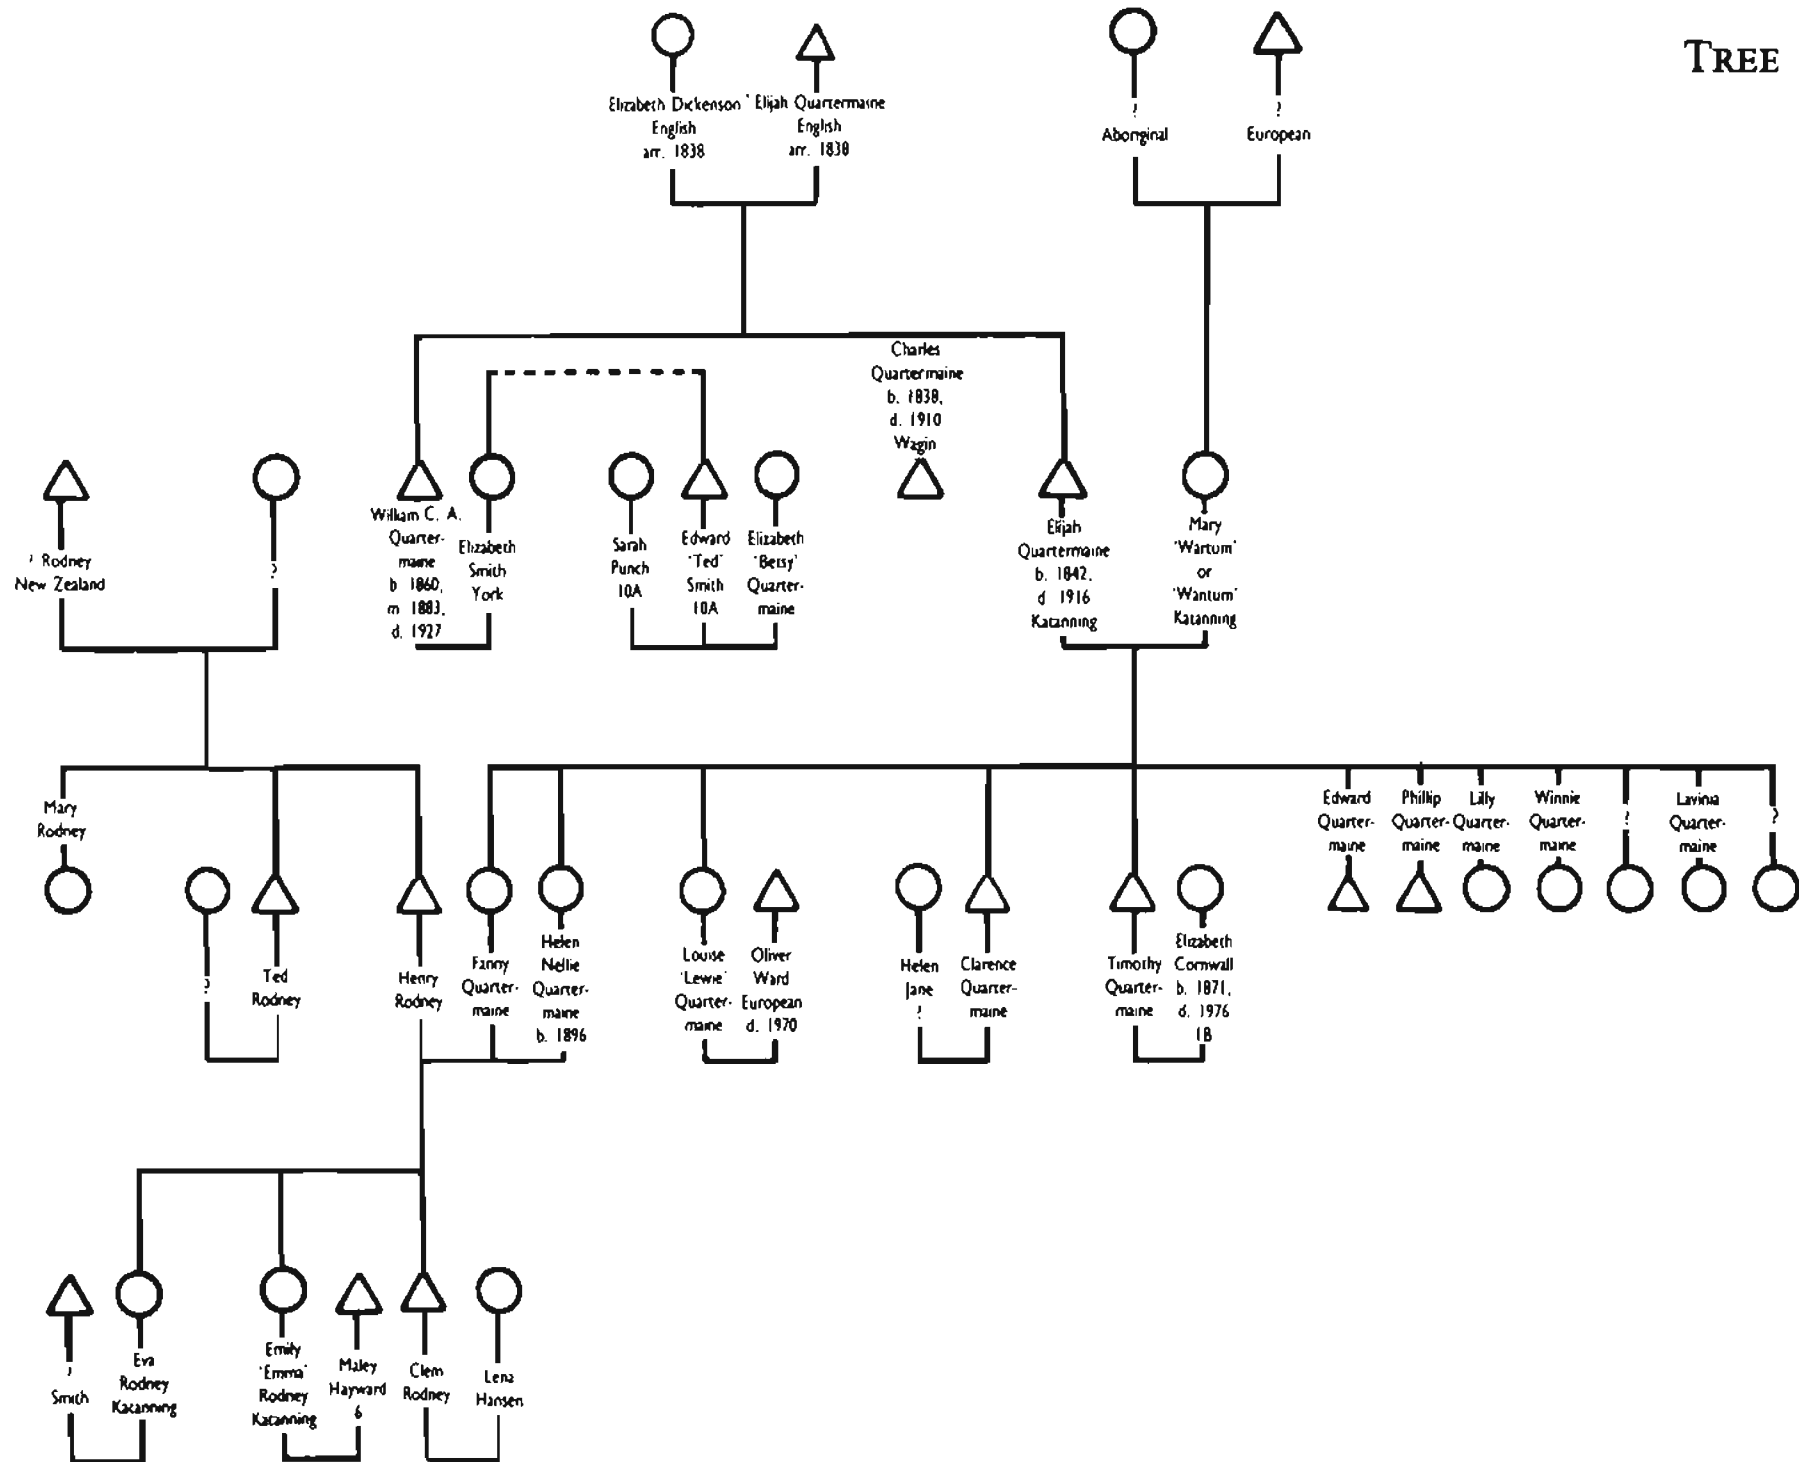 TREE
Elizabeth Dickenson
English
arr. 1838
Elijah Quartermaine
English
arr. 1838
?
Aboriginal
?
European
Charles
Quartermaine
b. 1838,
d. 1910
Wagin
? Rodney
New Zealand
?
William C. A.
Quarter-
maine
b 1860,
m 1883,
d. 1927
Elizabeth
Smith
York
Sarah
Punch
10A
Edward
'Ted'
Smith
10A
Elizabeth
'Betsy'
Quarter-
maine
Elijah
Quartermaine
b. 1842,
d 1916
Katanning
Mary
'Wartum'
or
'Wantum'
Katanning
Mary
Rodney
?
Ted
Rodney
Henry
Rodney
Fanny
Quarter-
maine
Helen
Nellie
Quarter-
maine
b. 1896
Louise
'Lewie'
Quarter-
maine
Oliver
Ward
European
d. 1970
Helen
Jane
?
Clarence
Quarter-
maine
Timothy
Quarter-
maine
Elizabeth
Cornwall
b. 1871,
d. 1976
1B
Edward
Quarter-
maine
Phillip
Quarter-
maine
Lilly
Quarter-
maine
Winnie
Quarter-
maine
?
Lavinia
Quarter-
maine
?
?
Smith
Eva
Rodney
Katanning
Emily
'Emma'
Rodney
Katanning
Maley
Hayward
6
Clem
Rodney
Lena
Hansen